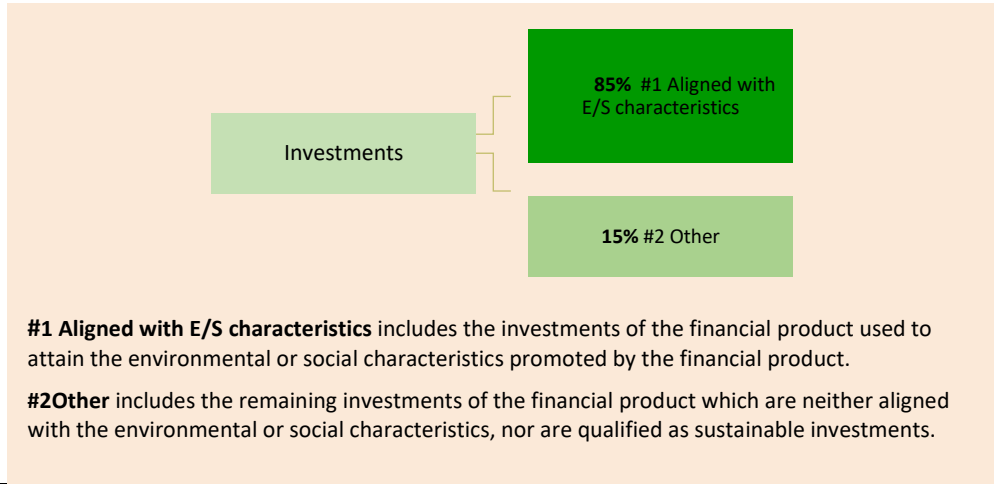 85% #1 Aligned with
E/S characteristics
Investments
15% #2 Other
#1 Aligned with E/S characteristics includes the investments of the financial product used to
attain the environmental or social characteristics promoted by the financial product.
#2Other includes the remaining investments of the financial product which are neither aligned
with the environmental or social characteristics, nor are qualified as sustainable investments.